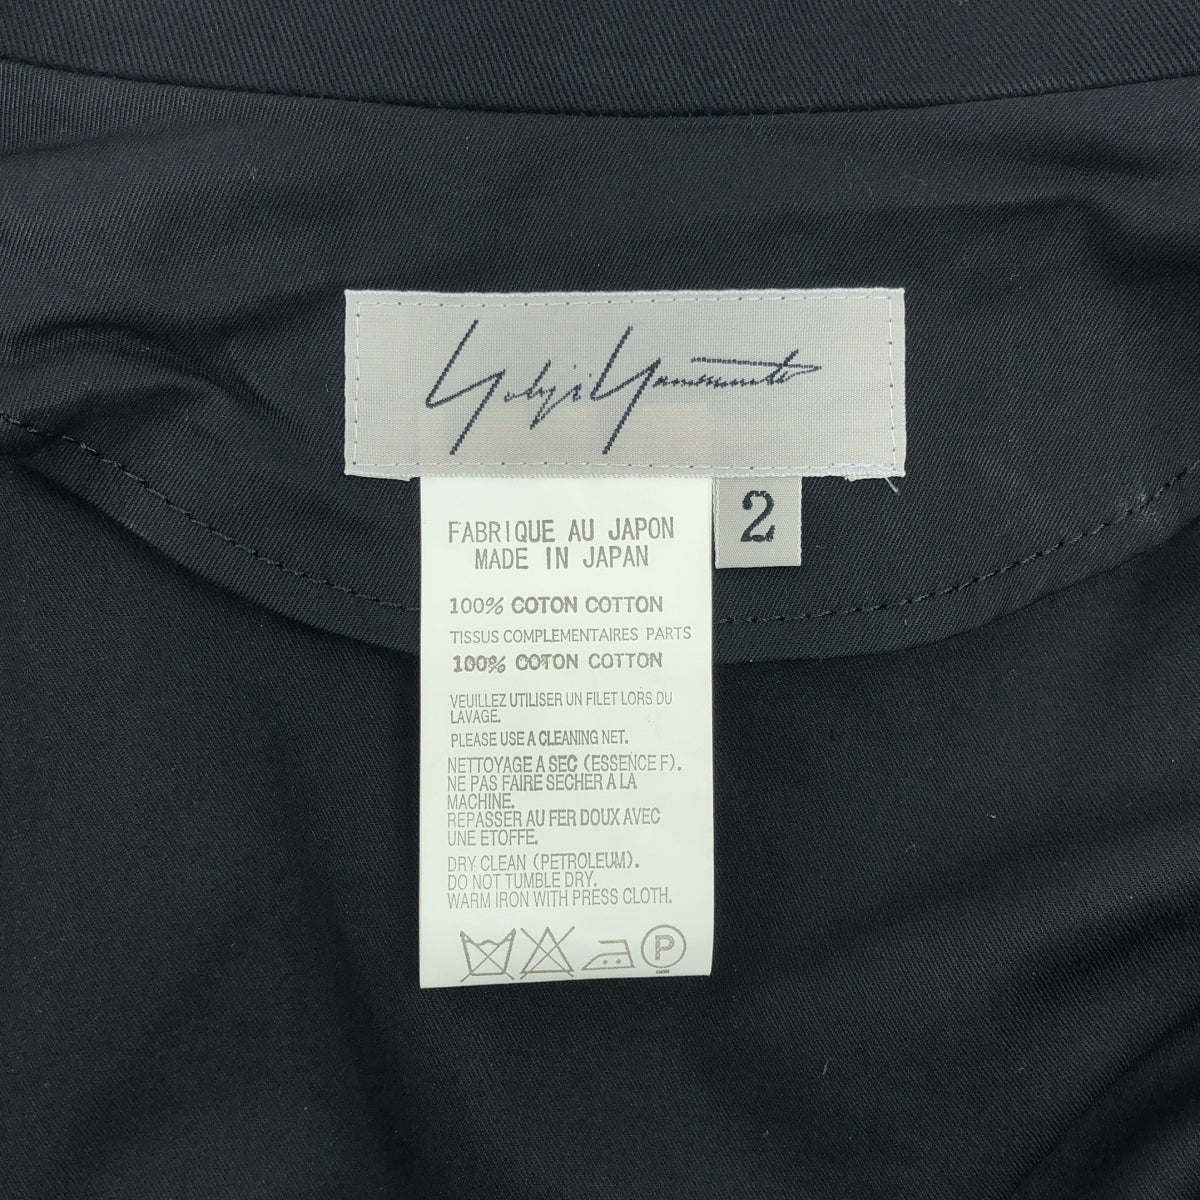 Yohji Yamamoto
2
FABRIQUE AU JAPON
MADE IN JAPAN
100% COTON COTTON
TISSUS COMPLEMENTAIRES PARTS
100% COTON COTTON
VEUILLEZ UTILISER UN FILET LORS DU
LAVAGE.
PLEASE USE A CLEANING NET.
NETTOYAGE A SEC (ESSENCE F).
NE PAS FAIRE SECHER A LA
MACHINE.
REPASSER AU FER DOUX AVEC
UNE ETOFFE.
DRY CLEAN (PETROLEUM).
DO NOT TUMBLE DRY.
WARM IRON WITH PRESS CLOTH.
P